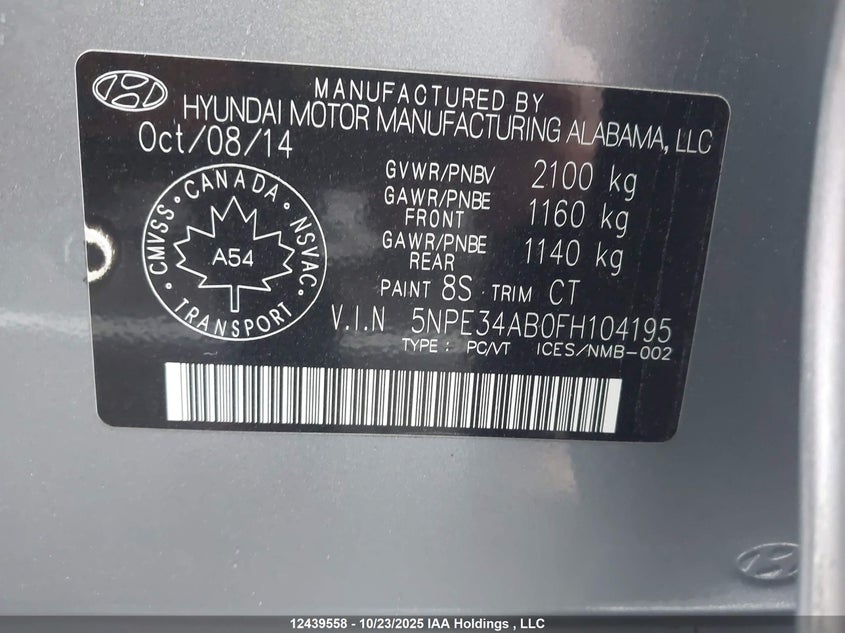 MANUFACTURED BY
HYUNDAI MOTOR MANUFACTURING ALABAMA, LLC
Oct/08/14
GVWR/PNBV 2100 kg
GAWR/PNBE FRONT 1160 kg
GAWR/PNBE REAR 1140 kg
CMVSS · CANADA · NSVAC · TRANSPORT ·
A54
PAINT 8S · TRIM CT
V.I.N 5NPE34AB0FH104195
TYPE : PC/VT ICES/NMB-002
12439558 - 10/23/2025 IAA Holdings , LLC